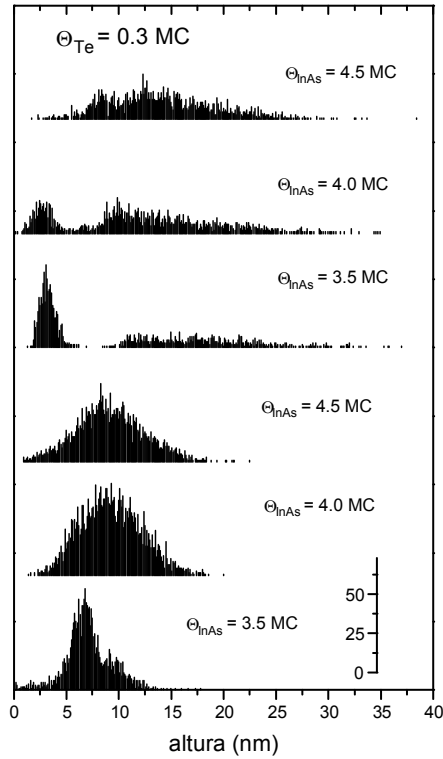 Θ_Te = 0.3 MC
Θ_InAs = 4.5 MC
Θ_InAs = 4.0 MC
Θ_InAs = 3.5 MC
Θ_InAs = 4.5 MC
Θ_InAs = 4.0 MC
Θ_InAs = 3.5 MC
50
25
0
0 5 10 15 20 25 30 35 40
altura (nm)